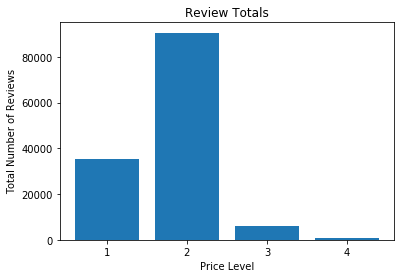 Review Totals
Total Number of Reviews
80000
60000
40000
20000
0
1 2 3 4
Price Level